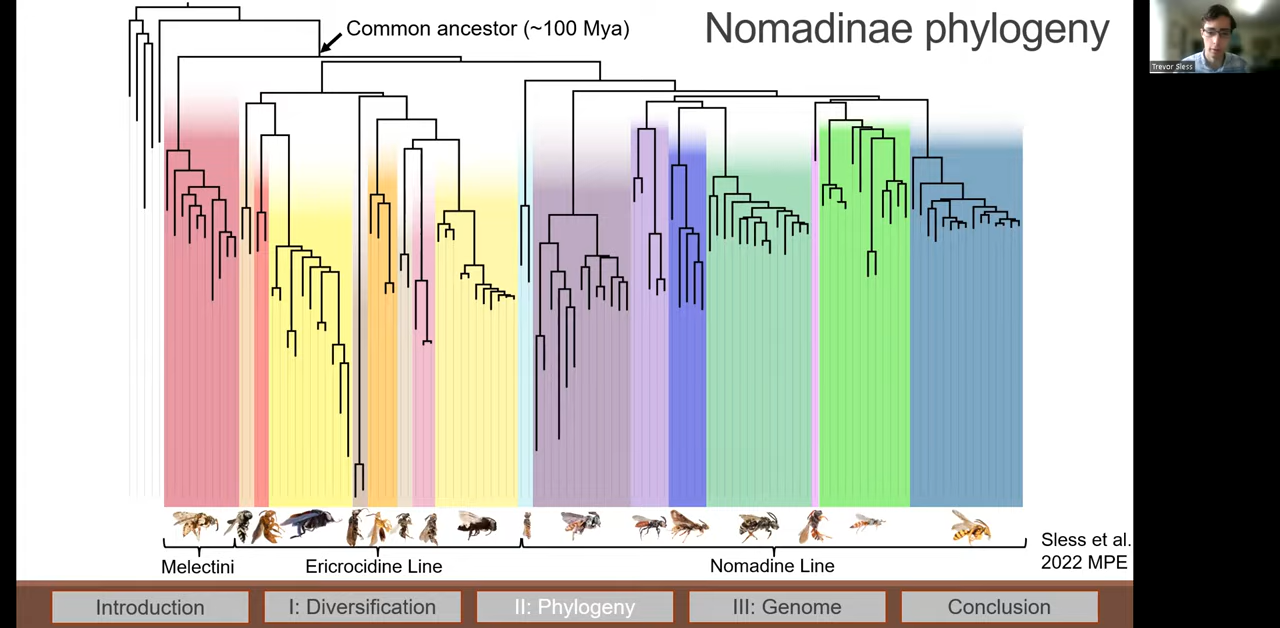 Common ancestor (~100 Mya)
Nomadinae phylogeny
Trevor Sless
Melectini
Ericrocidine Line
Nomadine Line
Sless et al.
2022 MPE
Introduction
I: Diversification
II: Phylogeny
III: Genome
Conclusion